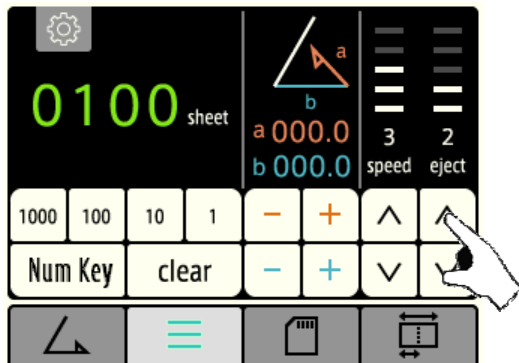 0100 sheet
a
b
a 000.0
b 000.0
3 speed
2 eject
1000 100 10 1 - +
Num Key clear - +